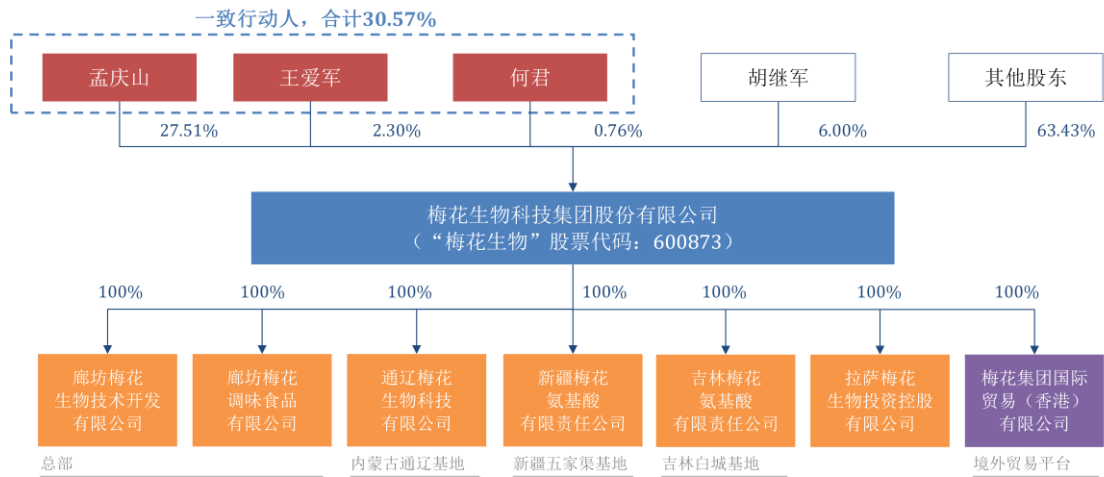 一致行动人，合计30.57%
孟庆山
王爱军
何君
胡继军
其他股东
27.51%
2.30%
0.76%
6.00%
63.43%
梅花生物科技集团股份有限公司
（“梅花生物”股票代码：600873）
100%
100%
100%
100%
100%
100%
100%
廊坊梅花
生物技术开发
有限公司
廊坊梅花
调味食品
有限公司
通辽梅花
生物科技
有限公司
新疆梅花
氨基酸
有限责任公司
吉林梅花
氨基酸
有限责任公司
拉萨梅花
生物投资控股
有限公司
梅花集团国际
贸易（香港）
有限公司
总部
内蒙古通辽基地
新疆五家渠基地
吉林白城基地
境外贸易平台